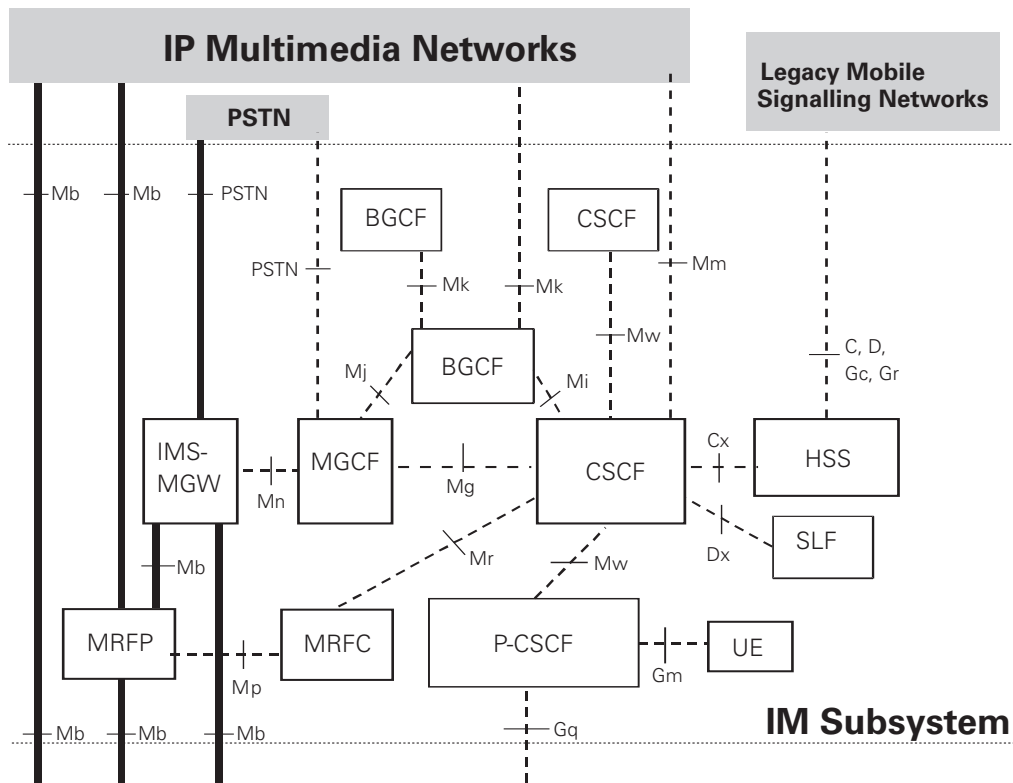 IP Multimedia Networks
Legacy Mobile
Signalling Networks
PSTN
Mb
Mb
PSTN
BGCF
CSCF
PSTN
Mm
Mk
Mk
Mw
C, D,
Gc, Gr
BGCF
Mj
Mi
IMS-
MGW
MGCF
CSCF
Cx
HSS
Mn
Mg
SLF
Dx
Mr
Mw
Mb
MRFP
MRFC
P-CSCF
UE
Mp
Gm
IM Subsystem
Mb
Mb
Mb
Gq